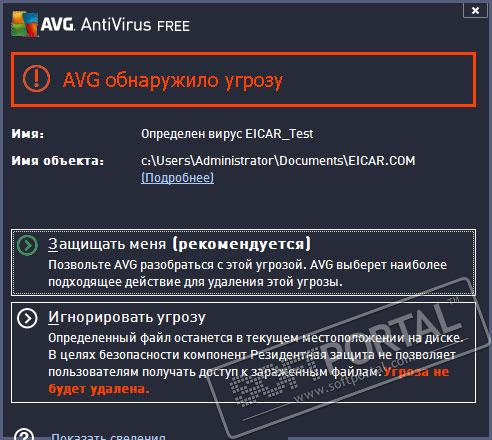 AVG. AntiVirus FREE
AVG обнаружило угрозу
Имя: Определен вирус EICAR_Test
Имя объекта: c:\Users\Administrator\Documents\EICAR.COM
(Подробнее)
Защищать меня (рекомендуется)
Позвольте AVG разобраться с этой угрозой. AVG выберет наиболее
подходящее действие для удаления этой угрозы.
Игнорировать угрозу
Определенный файл останется в текущем местоположении на диске.
В целях безопасности компонент Резидентная защита не позволяет
пользователям получать доступ к зараженным файлам. Угроза не
будет удалена.
Показать сведения
SOFTPORTAL™
www.softportal.com